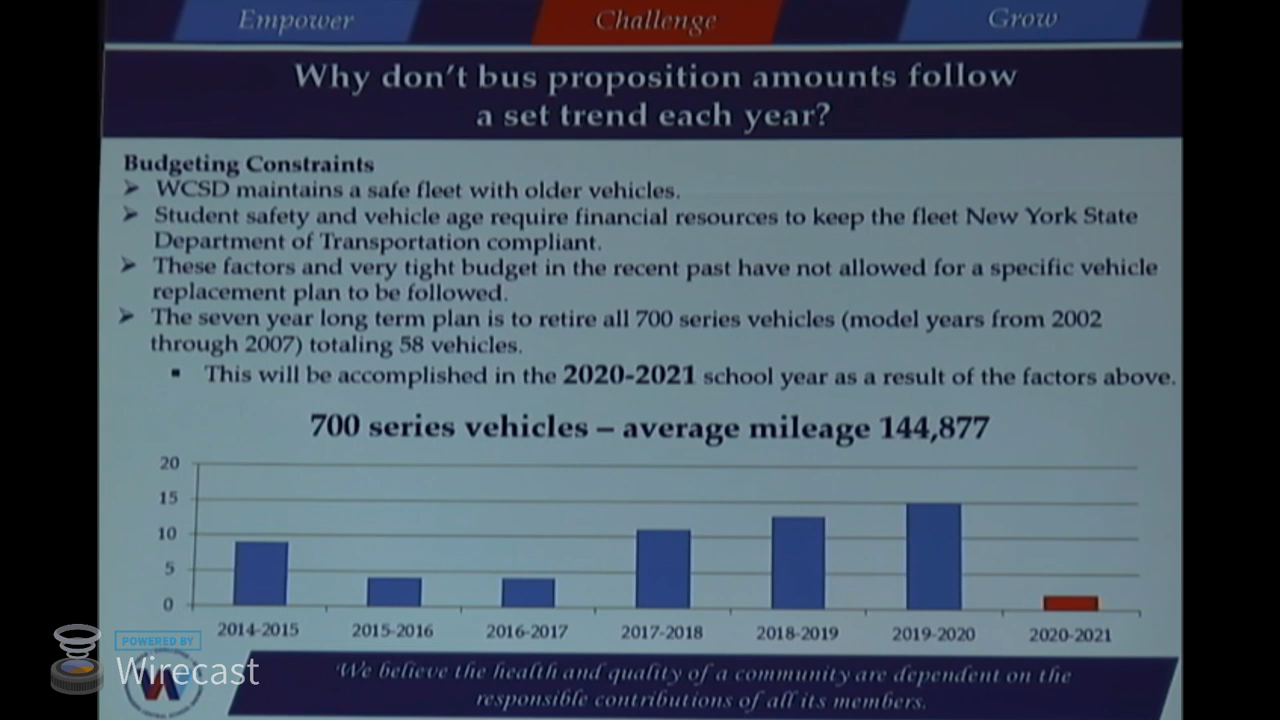 Empower
Challenge
Grow
Why don't bus proposition amounts follow
a set trend each year?
Budgeting Constraints
➢ WCSD maintains a safe fleet with older vehicles.
➢ Student safety and vehicle age require financial resources to keep the fleet New York State
Department of Transportation compliant.
➢ These factors and very tight budget in the recent past have not allowed for a specific vehicle
replacement plan to be followed.
➢ The seven year long term plan is to retire all 700 series vehicles (model years from 2002
through 2007) totaling 58 vehicles.
▪ This will be accomplished in the 2020-2021 school year as a result of the factors above.
700 series vehicles – average mileage 144,877
20
15
10
5
0
2014-2015
2015-2016
2016-2017
2017-2018
2018-2019
2019-2020
2020-2021
POWERED BY
Wirecast
'We believe the health and quality of a community are dependent on the
responsible contributions of all its members.